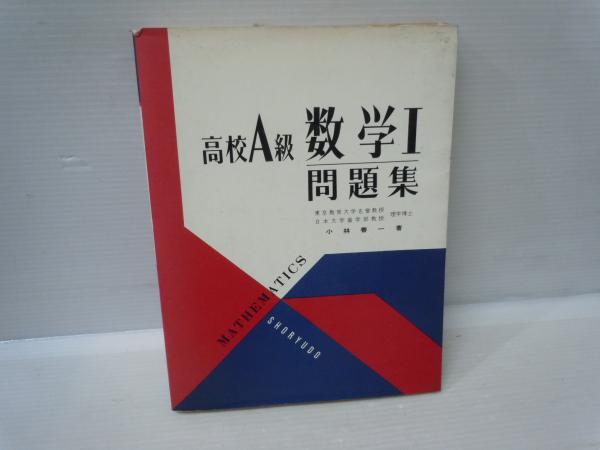 高校A級 数学I
問題集
東京教育大学名誉教授
日本大学歯学部教授 理学博士
小林善一著
MATHEMATICS
SHORYUDO